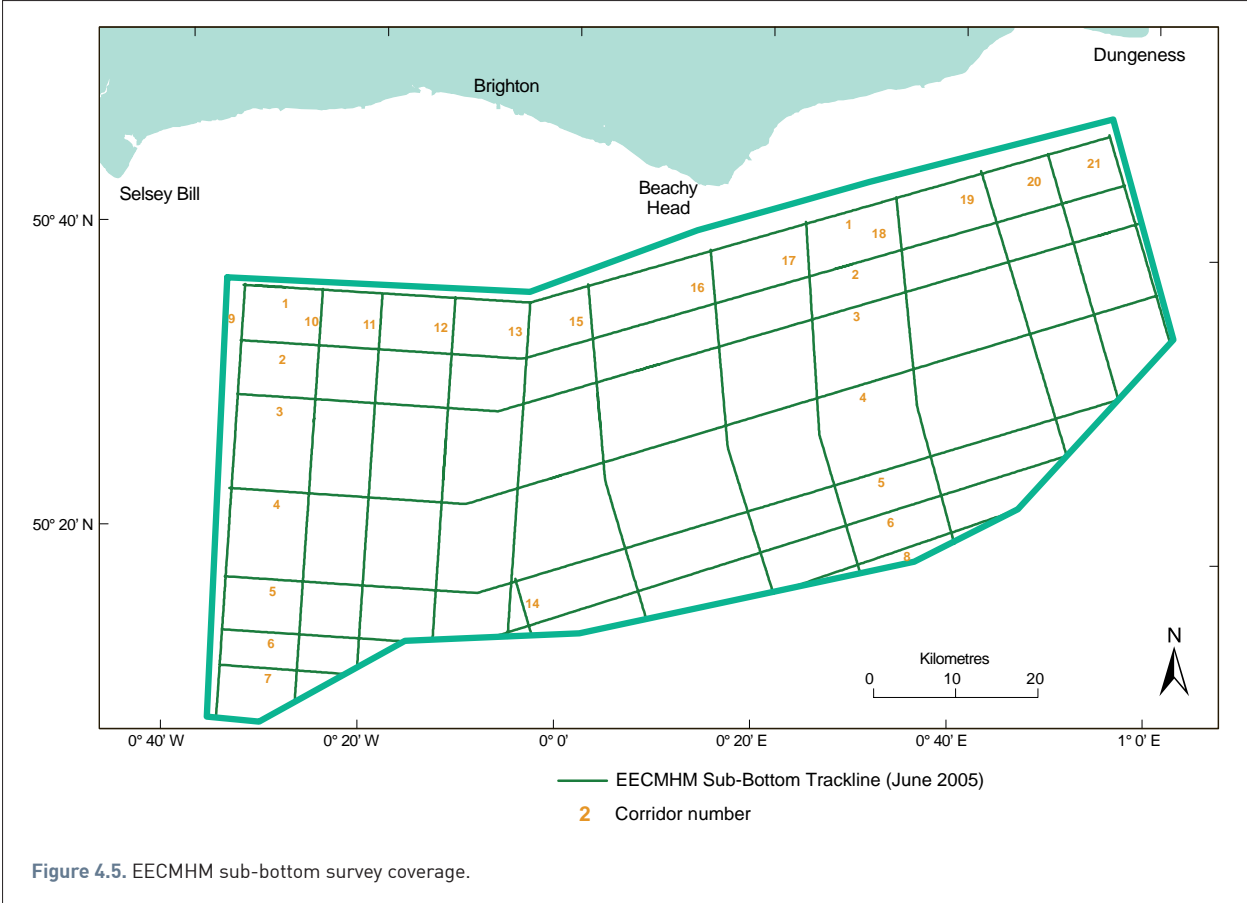 Dungeness
Brighton
Selsey Bill
Beachy
Head
50° 40' N
50° 20' N
21
20
19
1
18
17
2
16
3
15
9
1
10
11
12
13
2
3
4
4
5
5
6
6
8
14
7
N
Kilometres
0 10 20
0° 40' W 0° 20' W 0° 0' 0° 20' E 0° 40' E 1° 0' E
EECMHM Sub-Bottom Trackline (June 2005)
2 Corridor number
Figure 4.5. EECMHM sub-bottom survey coverage.